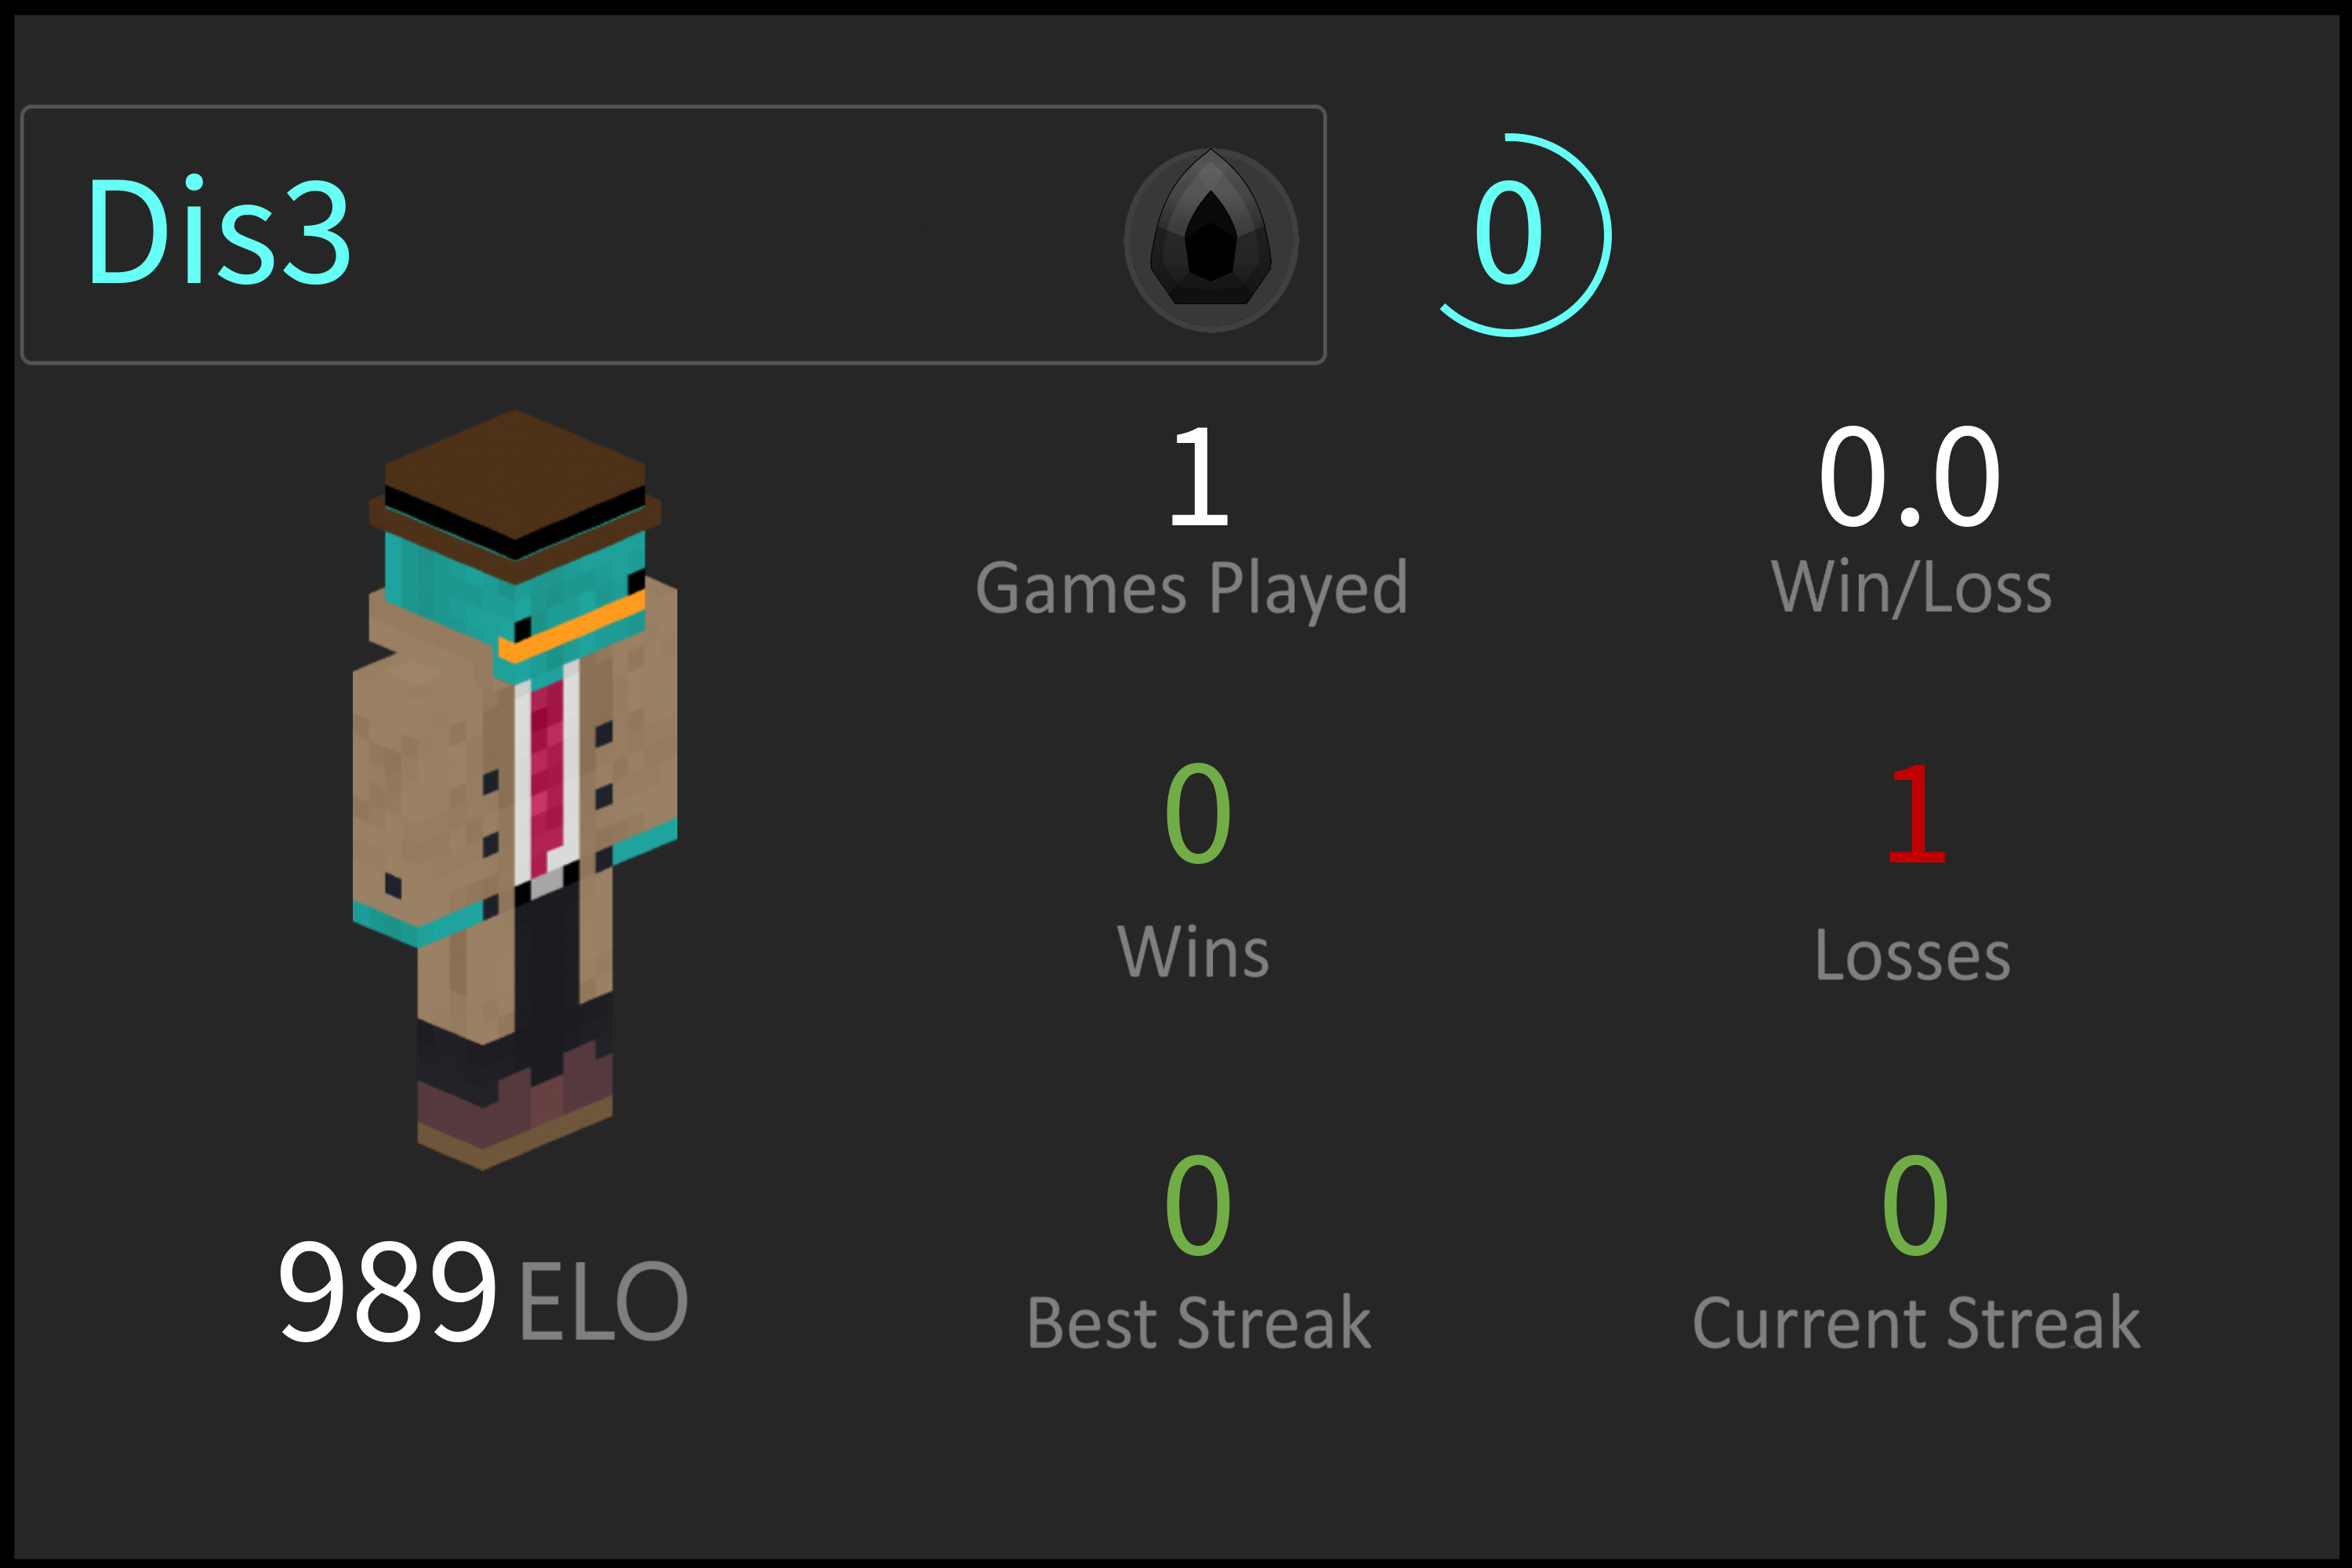 Dis3
0
1
Games Played
0.0
Win/Loss
0
Wins
1
Losses
989 ELO
0
Best Streak
0
Current Streak